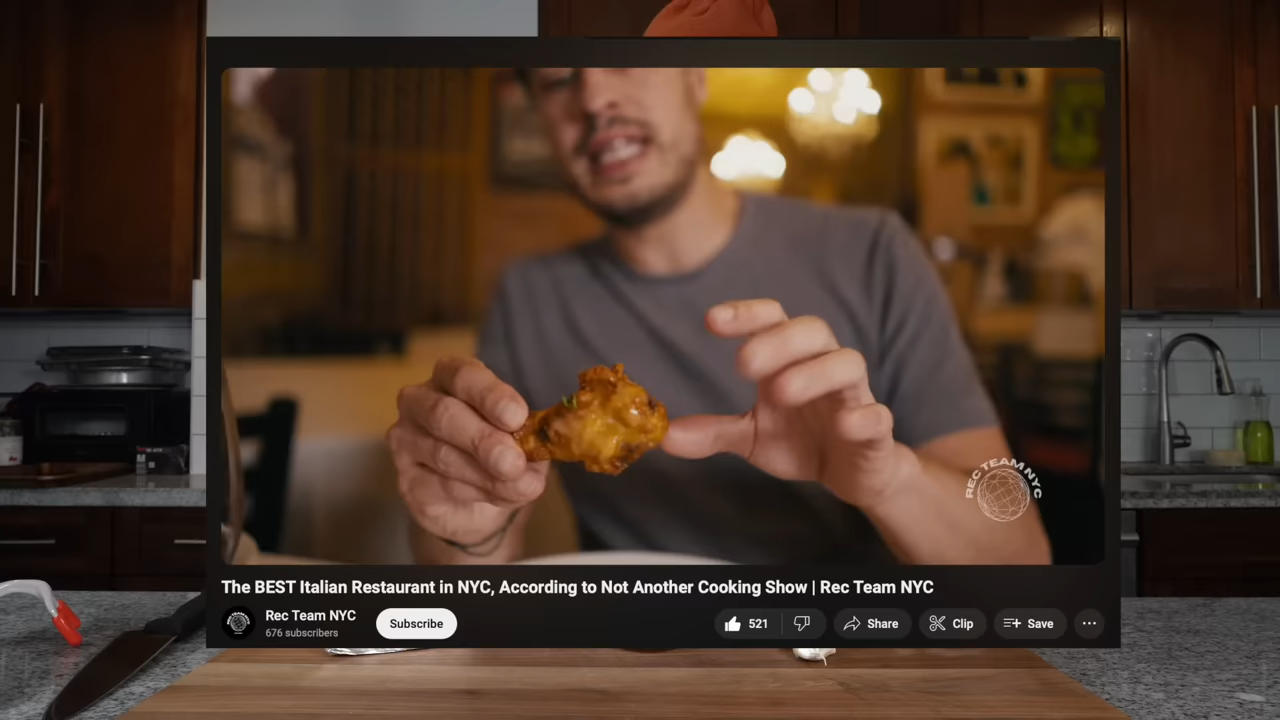 REC TEAM NYC
The BEST Italian Restaurant in NYC, According to Not Another Cooking Show | Rec Team NYC
Rec Team NYC
676 subscribers
Subscribe
521
Share
Clip
Save